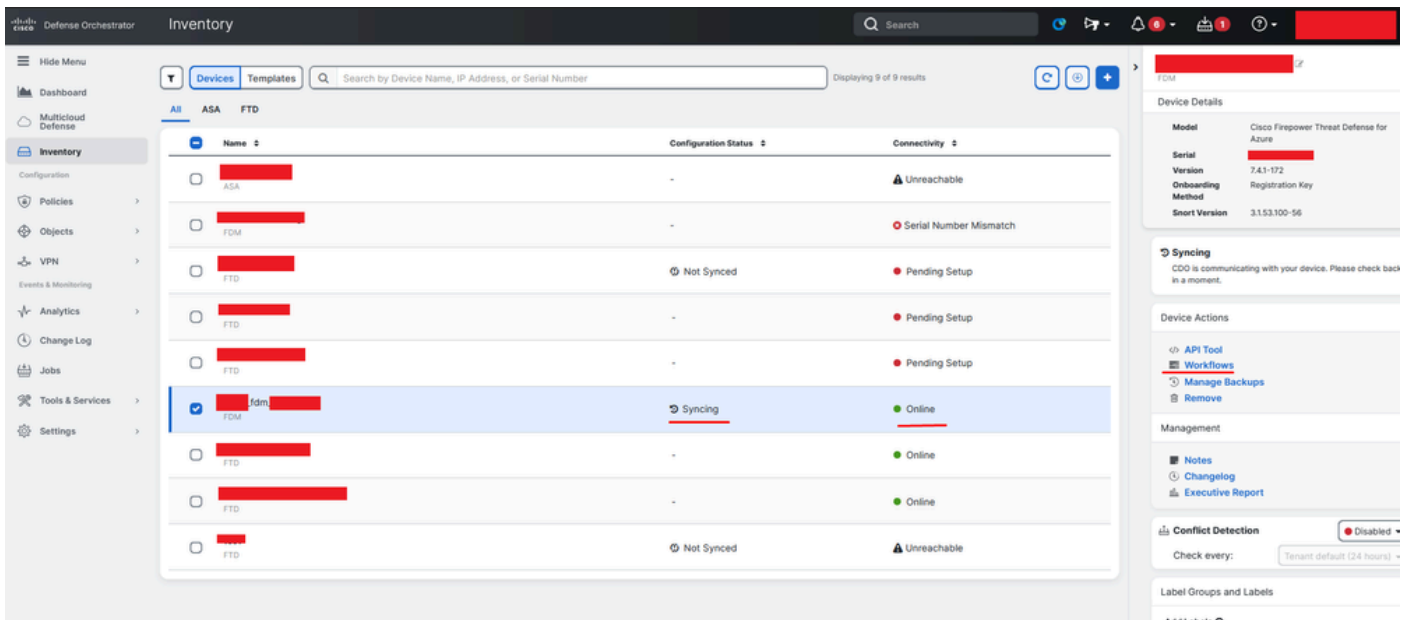 cisco Defense Orchestrator
Inventory
Search
6
1
Hide Menu
Dashboard
Multicloud
Defense
Inventory
Configuration
Policies
Objects
VPN
Events & Monitoring
Analytics
Change Log
Jobs
Tools & Services
Settings
Devices Templates Search by Device Name, IP Address, or Serial Number Displaying 9 of 9 results
All ASA FTD
Name Configuration Status Connectivity
ASA - Unreachable
FDM - Serial Number Mismatch
FTD Not Synced Pending Setup
FTD - Pending Setup
FTD - Pending Setup
_fdm_
FDM Syncing Online
FTD - Online
FTD - Online
FTD Not Synced Unreachable
FDM
Device Details
Model Cisco Firepower Threat Defense for
Azure
Serial
Version 7.4.1-172
Onboarding Registration Key
Method
Snort Version 3.1.53.100-56
Syncing
CDO is communicating with your device. Please check back
in a moment.
Device Actions
API Tool
Workflows
Manage Backups
Remove
Management
Notes
Changelog
Executive Report
Conflict Detection Disabled
Check every: Tenant default (24 hours)
Label Groups and Labels